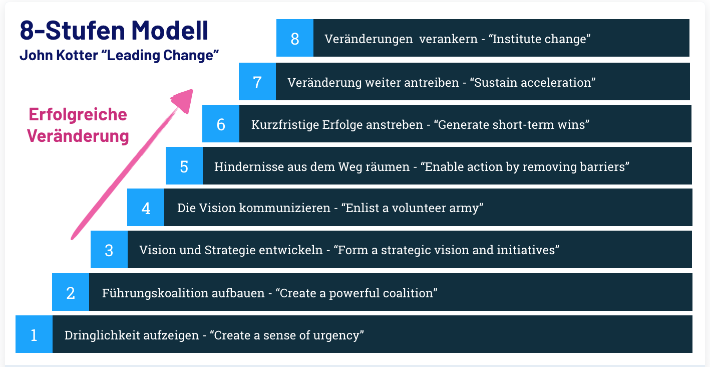 8-Stufen Modell
John Kotter “Leading Change”
Erfolgreiche
Veränderung
8 Veränderungen verankern - “Institute change”
7 Veränderung weiter antreiben - “Sustain acceleration”
6 Kurzfristige Erfolge anstreben - “Generate short-term wins”
5 Hindernisse aus dem Weg räumen - “Enable action by removing barriers”
4 Die Vision kommunizieren - “Enlist a volunteer army”
3 Vision und Strategie entwickeln - “Form a strategic vision and initiatives”
2 Führungskoalition aufbauen - “Create a powerful coalition”
1 Dringlichkeit aufzeigen - “Create a sense of urgency”